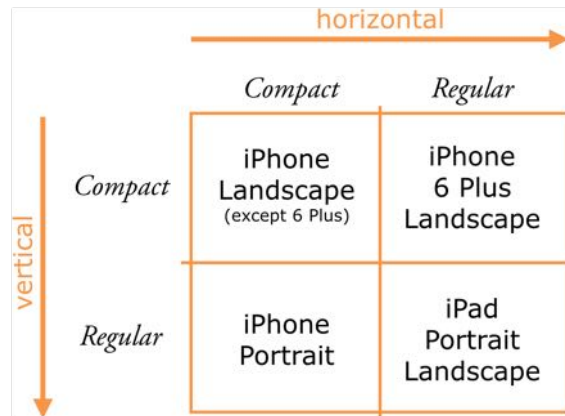 horizontal
Compact
Regular
vertical
Compact
iPhone
Landscape
(except 6 Plus)
iPhone
6 Plus
Landscape
Regular
iPhone
Portrait
iPad
Portrait
Landscape